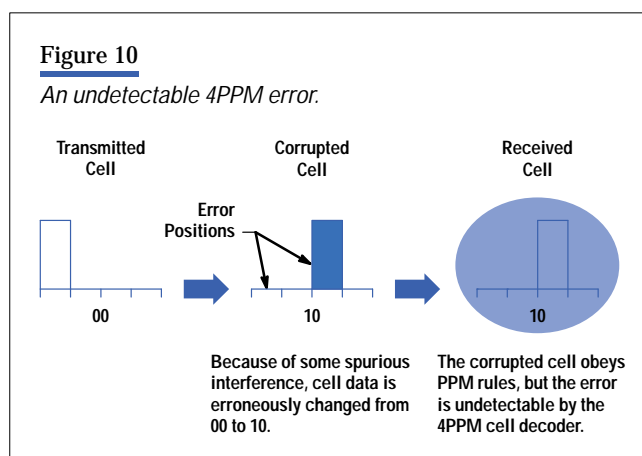 Figure 10
An undetectable 4PPM error.
Transmitted
Cell
Corrupted
Cell
Received
Cell
Error
Positions
00
10
10
Because of some spurious
interference, cell data is
erroneously changed from
00 to 10.
The corrupted cell obeys
PPM rules, but the error
is undetectable by the
4PPM cell decoder.